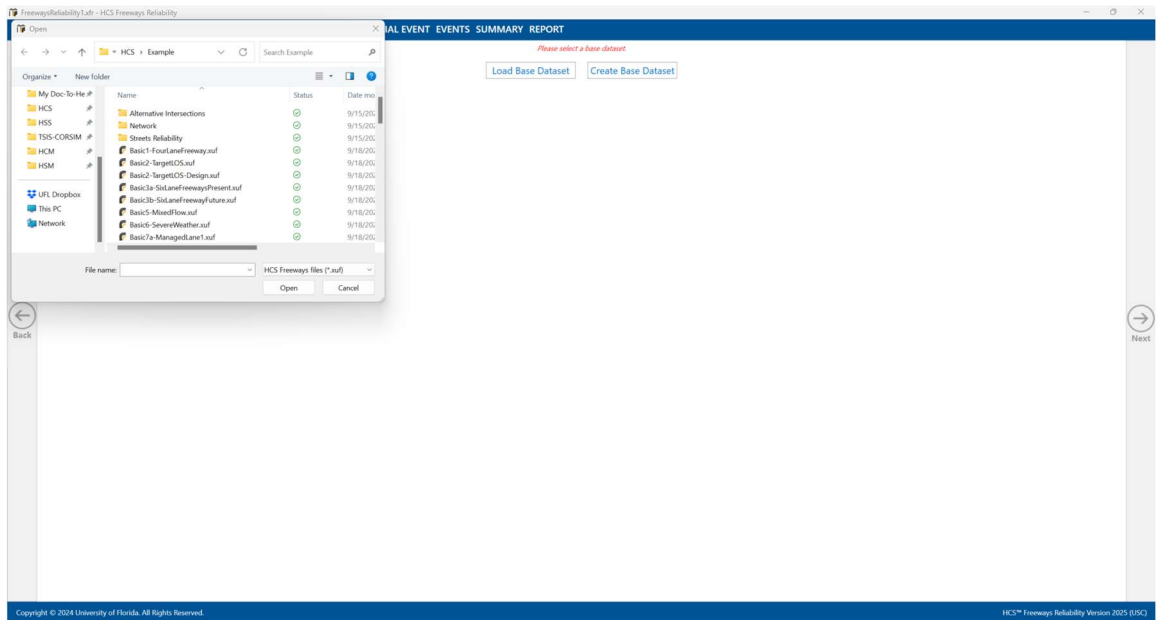 FreewaysReliability1.xfr - HCS Freeways Reliability
Open
IAL EVENT EVENTS SUMMARY REPORT
HCS › Example
Search Example
Please select a base dataset.
Organize
New folder
Load Base Dataset
Create Base Dataset
My Doc-To-He
HCS
HSS
TSIS-CORSIM
HCM
HSM
UFL Dropbox
This PC
Network
Name Status Date mo
Alternative Intersections 9/15/202
Network 9/15/202
Streets Reliability 9/15/202
Basic1-FourLaneFreeway.xuf 9/18/202
Basic2-TargetLOS.xuf 9/18/202
Basic2-TargetLOS-Design.xuf 9/18/202
Basic3a-SixLaneFreewaysPresent.xuf 9/18/202
Basic3b-SixLaneFreewayFuture.xuf 9/18/202
Basic5-MixedFlow.xuf 9/18/202
Basic6-SevereWeather.xuf 9/18/202
Basic7a-ManagedLane1.xuf 9/18/202
File name:
HCS Freeways files (*.xuf)
Open
Cancel
Back
Next
Copyright © 2024 University of Florida. All Rights Reserved.
HCS™ Freeways Reliability Version 2025 (USC)